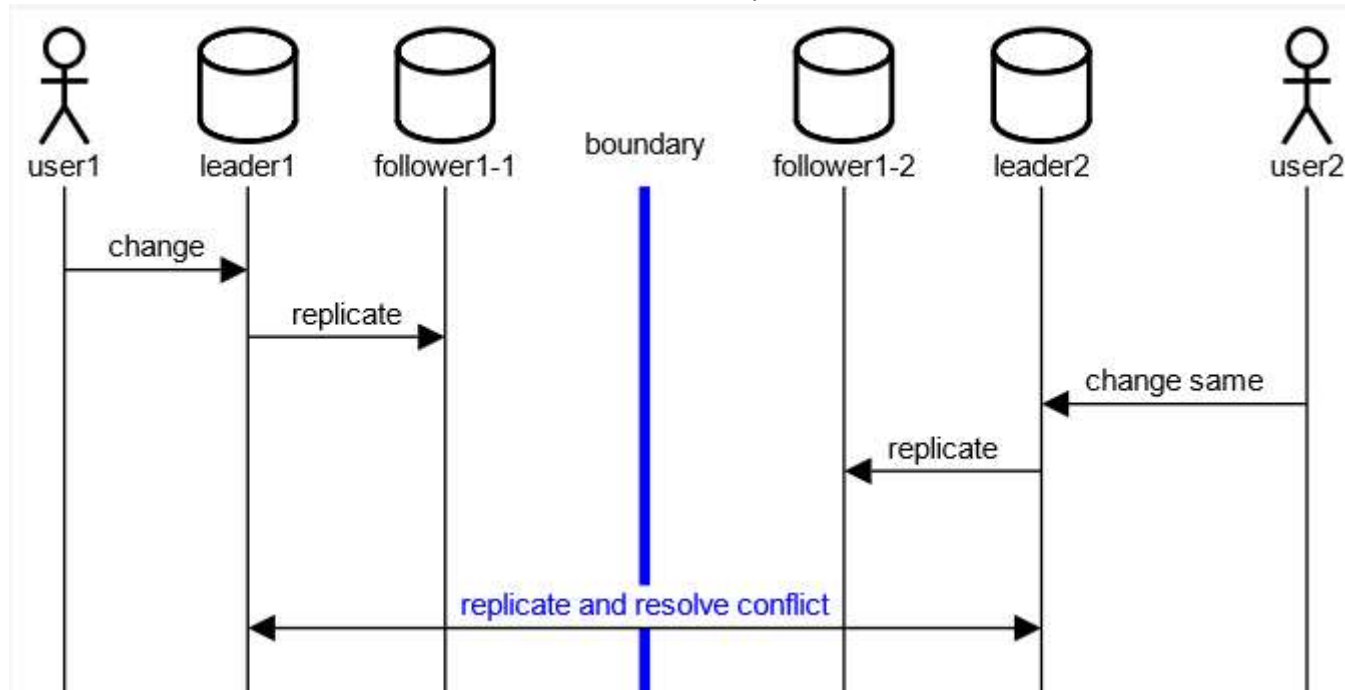 boundary
user1
leader1
follower1-1
follower1-2
leader2
user2
change
replicate
change same
replicate
replicate and resolve conflict